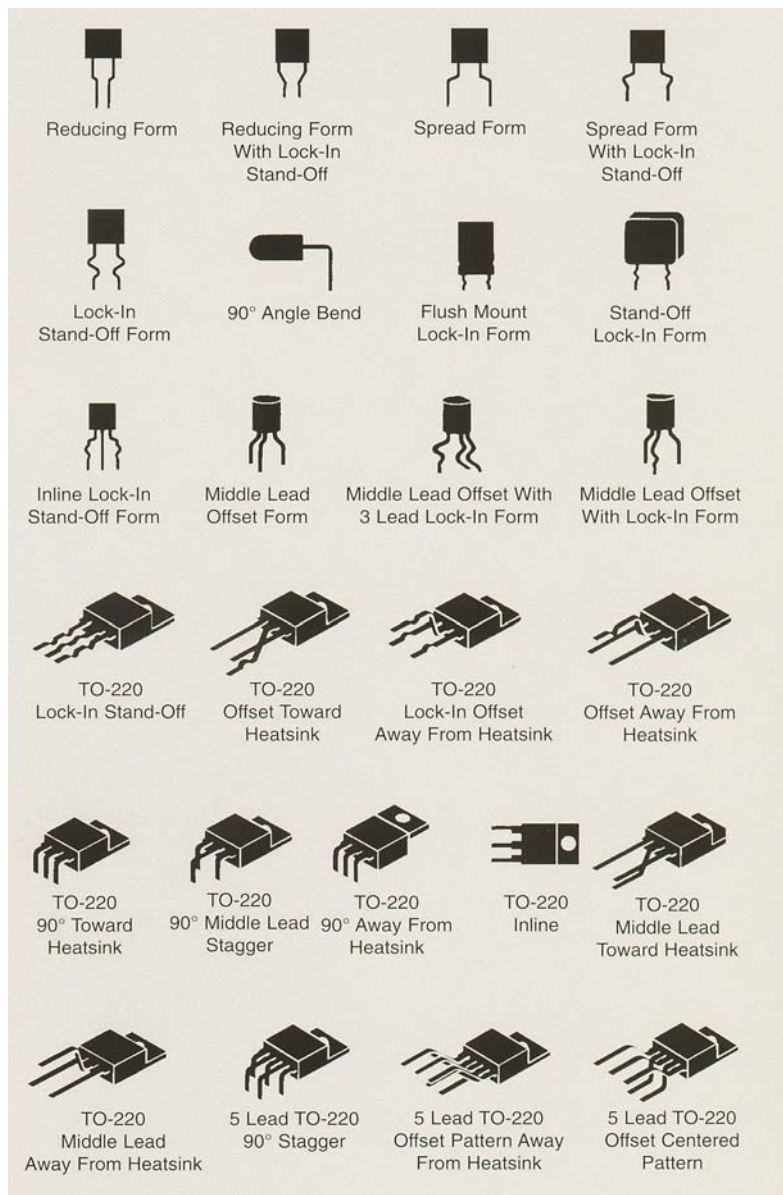 Reducing Form
Reducing Form
With Lock-In
Stand-Off
Spread Form
Spread Form
With Lock-In
Stand-Off
Lock-In
Stand-Off Form
90° Angle Bend
Flush Mount
Lock-In Form
Stand-Off
Lock-In Form
Inline Lock-In
Stand-Off Form
Middle Lead
Offset Form
Middle Lead Offset With
3 Lead Lock-In Form
Middle Lead Offset
With Lock-In Form
TO-220
Lock-In Stand-Off
TO-220
Offset Toward
Heatsink
TO-220
Lock-In Offset
Away From Heatsink
TO-220
Offset Away From
Heatsink
TO-220
90° Toward
Heatsink
TO-220
90° Middle Lead
Stagger
TO-220
90° Away From
Heatsink
TO-220
Inline
TO-220
Middle Lead
Toward Heatsink
TO-220
Middle Lead
Away From Heatsink
5 Lead TO-220
90° Stagger
5 Lead TO-220
Offset Pattern Away
From Heatsink
5 Lead TO-220
Offset Centered
Pattern